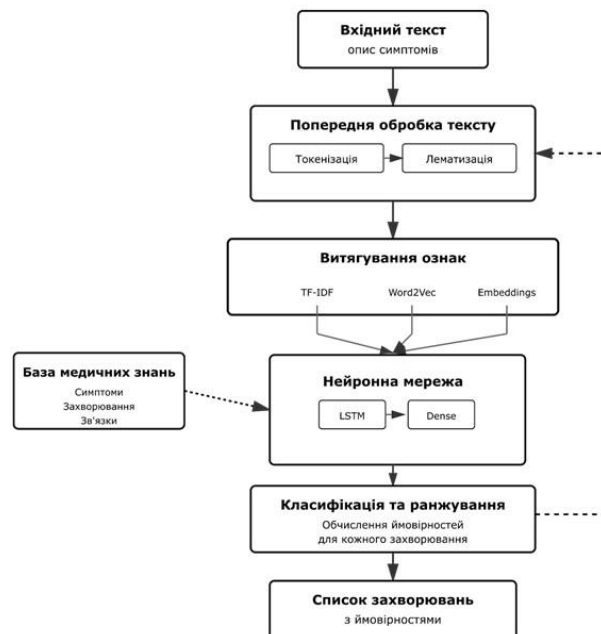 Вхідний текст
опис симптомів
Попередня обробка тексту
Токенізація
Лематизація
Витягування ознак
TF-IDF
Word2Vec
Embeddings
База медичних знань
Симптоми
Захворювання
Зв'язки
Нейронна мережа
LSTM
Dense
Класифікація та ранжування
Обчислення ймовірностей
для кожного захворювання
Список захворювань
з ймовірностями